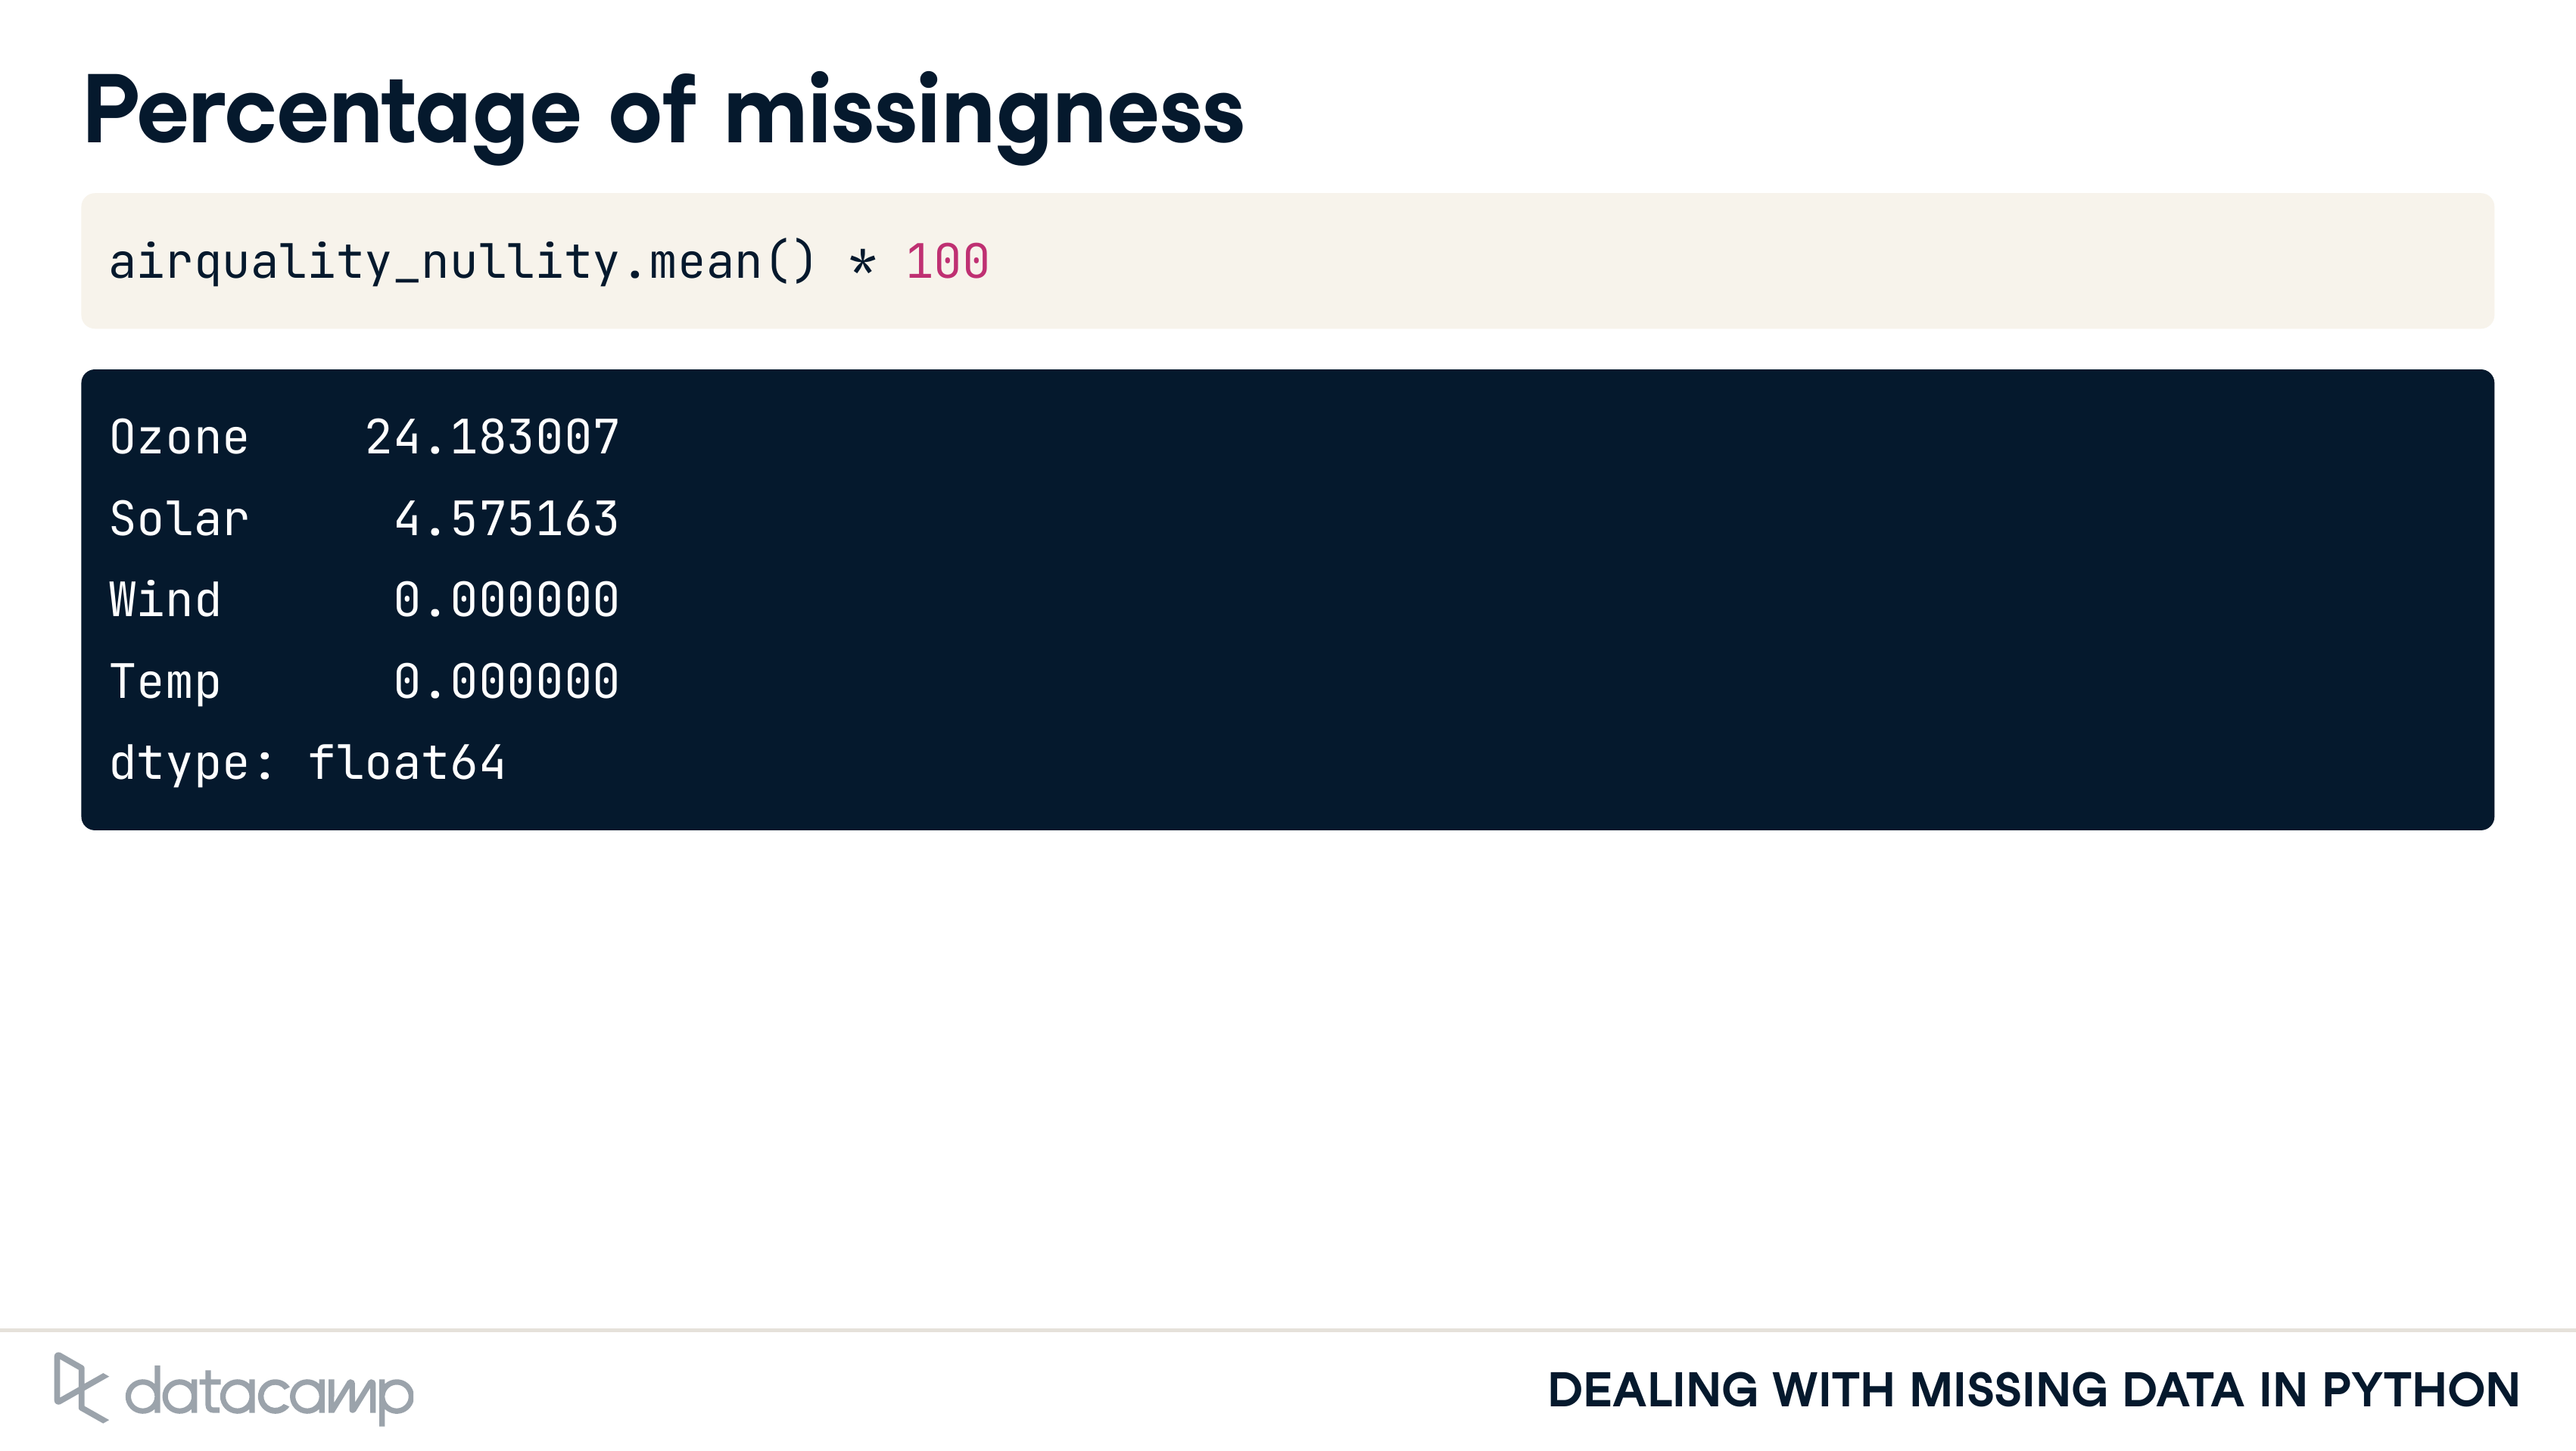 Percentage of missingness
airquality_nullity.mean() * 100
Ozone    24.183007
Solar     4.575163
Wind      0.000000
Temp      0.000000
dtype: float64
datacamp
DEALING WITH MISSING DATA IN PYTHON